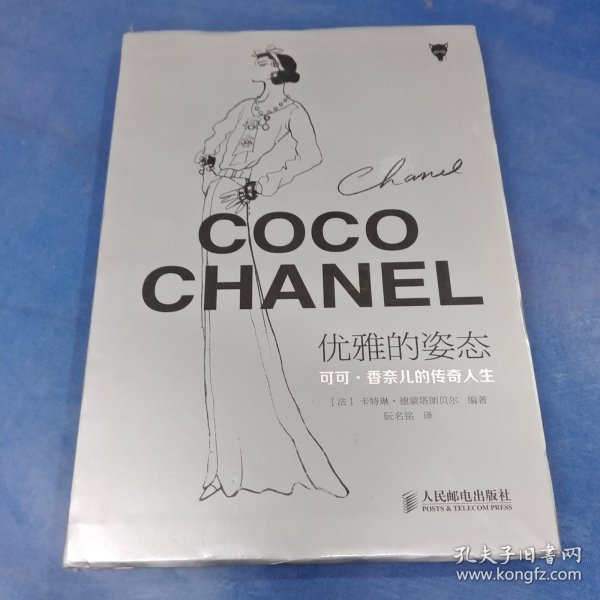 Chanel
COCO
CHANEL
优雅的姿态
可可·香奈儿的传奇人生
[法] 卡特琳·德蒙塔朗贝尔 编著
阮名铭 译
人民邮电出版社
POSTS & TELECOM PRESS
孔夫子旧书网
www.kongfz.com